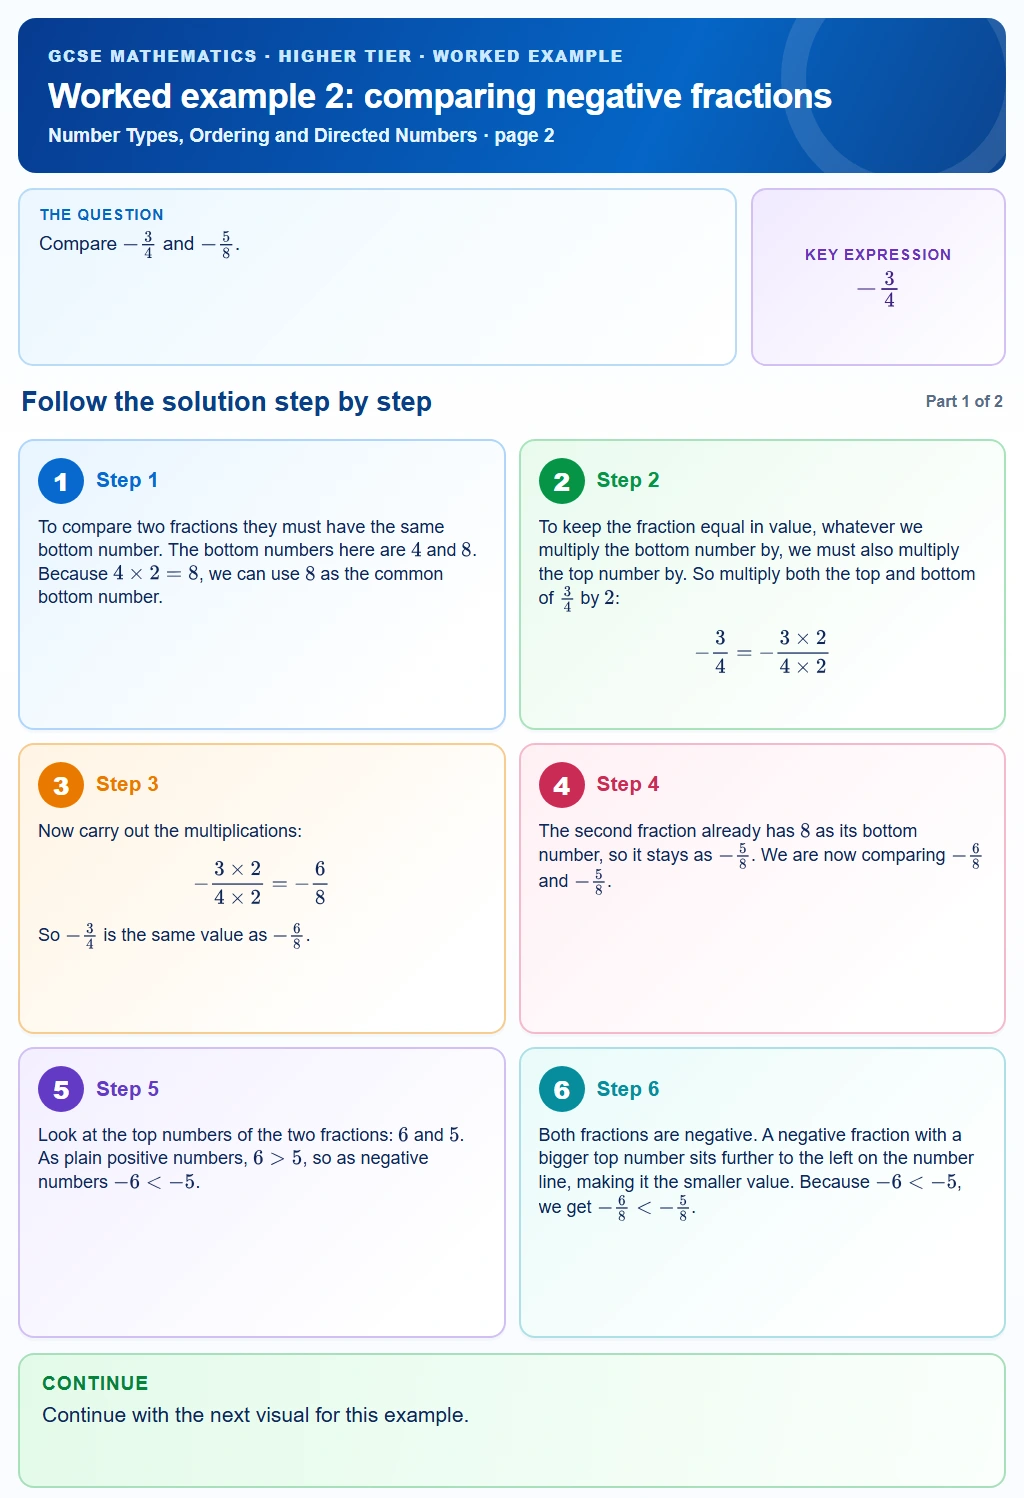 GCSE MATHEMATICS · HIGHER TIER · WORKED EXAMPLE
Worked example 2: comparing negative fractions
Number Types, Ordering and Directed Numbers · page 2
THE QUESTION
Compare −3/4 and −5/8.
KEY EXPRESSION
−3/4
Follow the solution step by step
Part 1 of 2
1 Step 1
To compare two fractions they must have the same
bottom number. The bottom numbers here are 4 and 8.
Because 4 × 2 = 8, we can use 8 as the common
bottom number.
2 Step 2
To keep the fraction equal in value, whatever we
multiply the bottom number by, we must also multiply
the top number by. So multiply both the top and bottom
of 3/4 by 2:
−3/4 = −(3 × 2)/(4 × 2)
3 Step 3
Now carry out the multiplications:
−(3 × 2)/(4 × 2) = −6/8
So −3/4 is the same value as −6/8.
4 Step 4
The second fraction already has 8 as its bottom
number, so it stays as −5/8. We are now comparing −6/8
and −5/8.
5 Step 5
Look at the top numbers of the two fractions: 6 and 5.
As plain positive numbers, 6 > 5, so as negative
numbers −6 < −5.
6 Step 6
Both fractions are negative. A negative fraction with a
bigger top number sits further to the left on the number
line, making it the smaller value. Because −6 < −5,
we get −6/8 < −5/8.
CONTINUE
Continue with the next visual for this example.